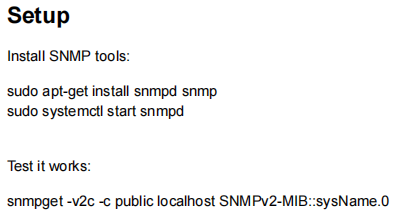 Setup
Install SNMP tools:
sudo apt-get install snmpd snmp
sudo systemctl start snmpd
Test it works:
snmpget -v2c -c public localhost SNMPv2-MIB::sysName.0